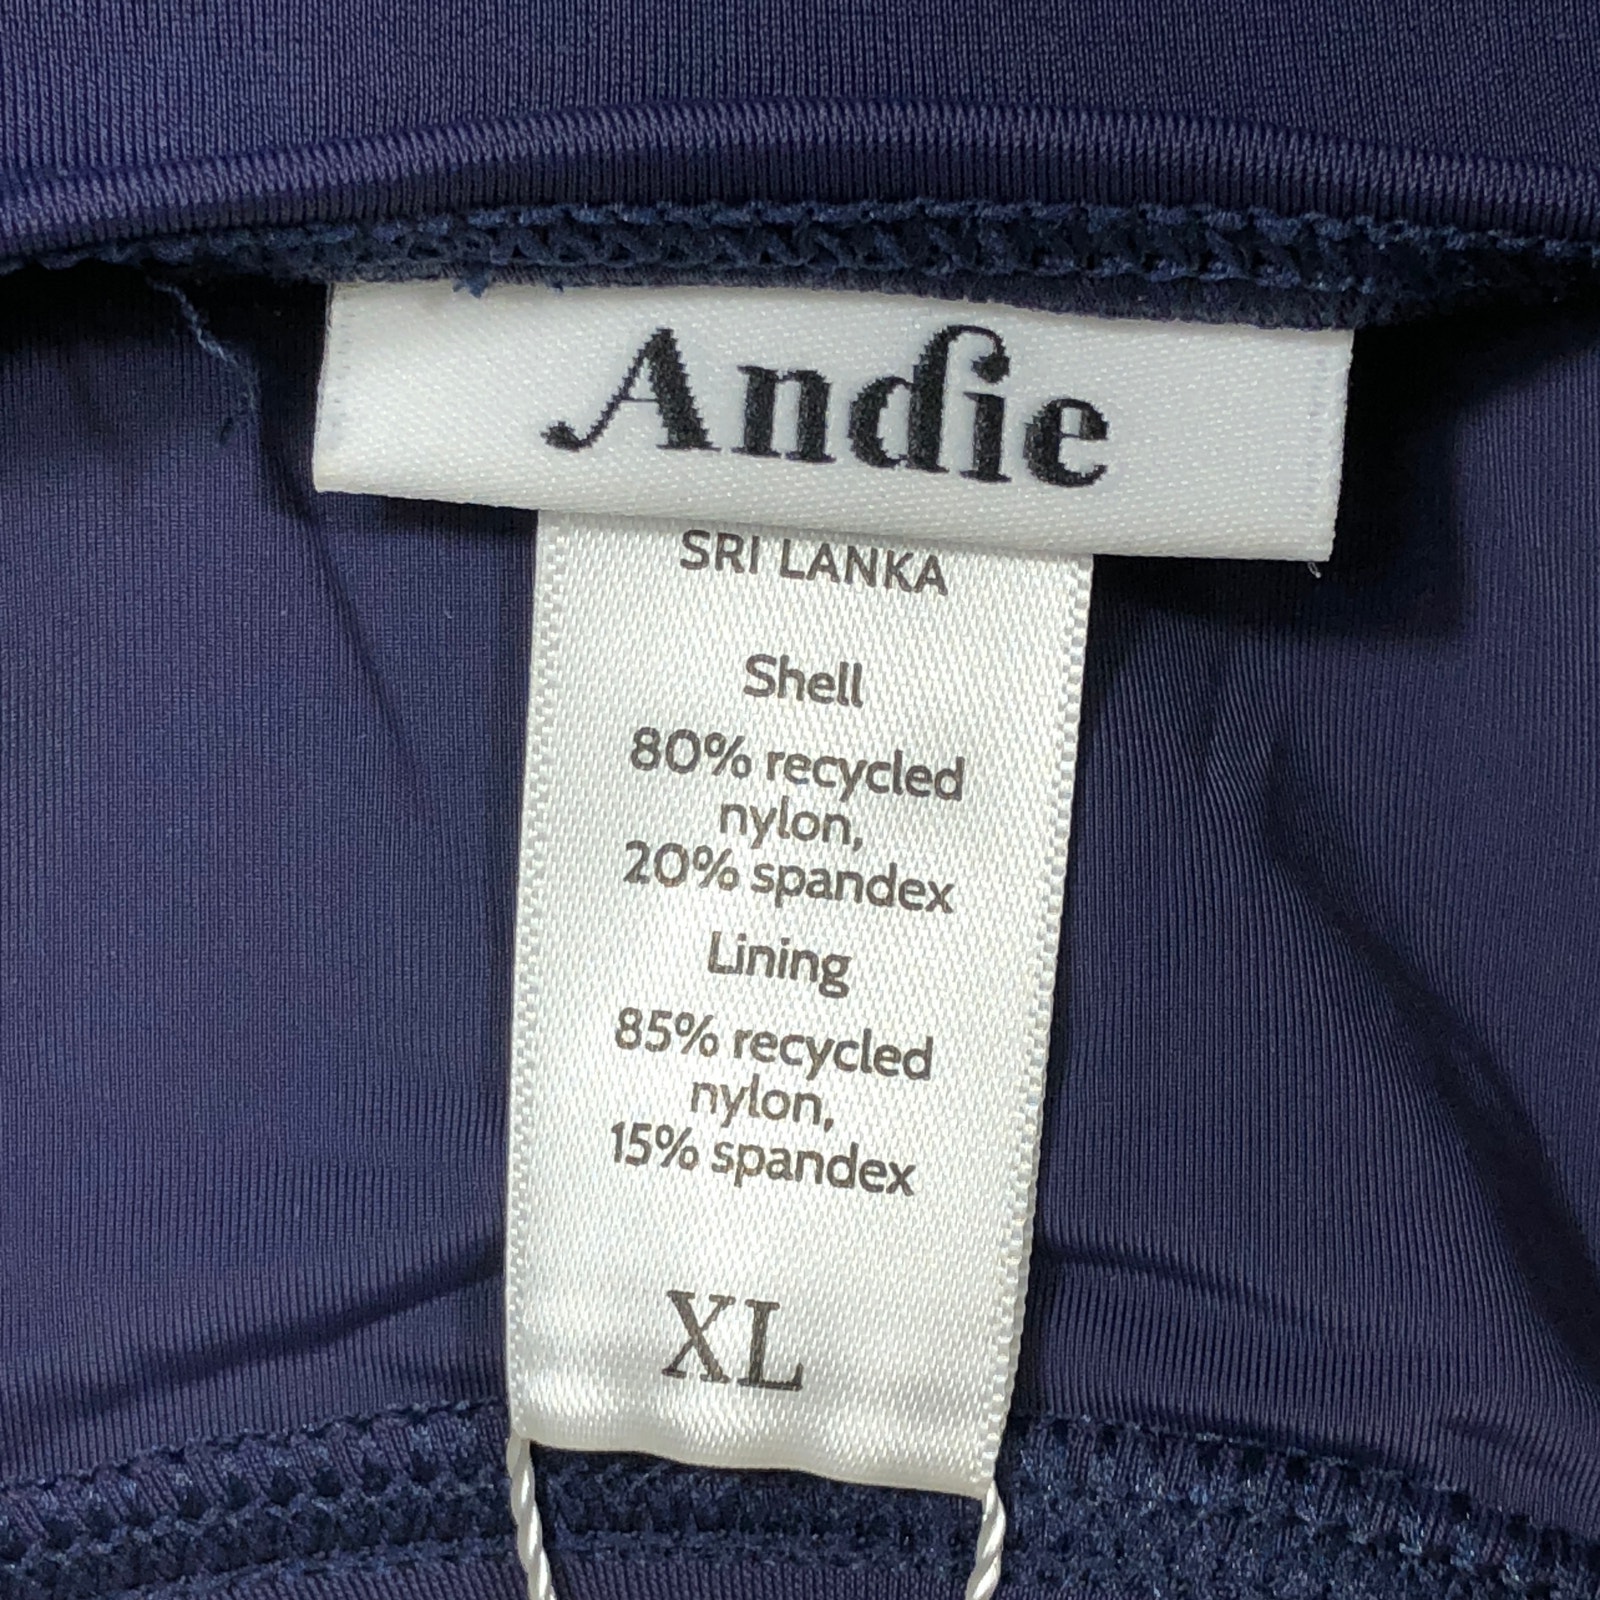 Andie
SRI LANKA
Shell
80% recycled
nylon,
20% spandex
Lining
85% recycled
nylon,
15% spandex
XL